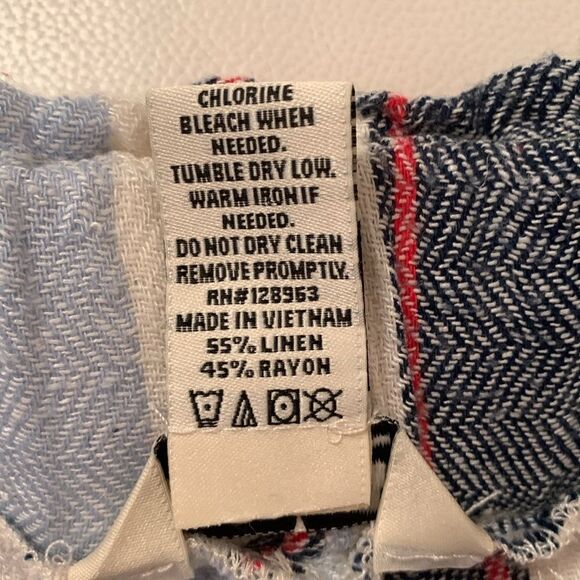 CHLORINE
BLEACH WHEN
NEEDED.
TUMBLE DRY LOW.
WARM IRON IF
NEEDED.
DO NOT DRY CLEAN
REMOVE PROMPTLY.
RN#128963
MADE IN VIETNAM
55% LINEN
45% RAYON